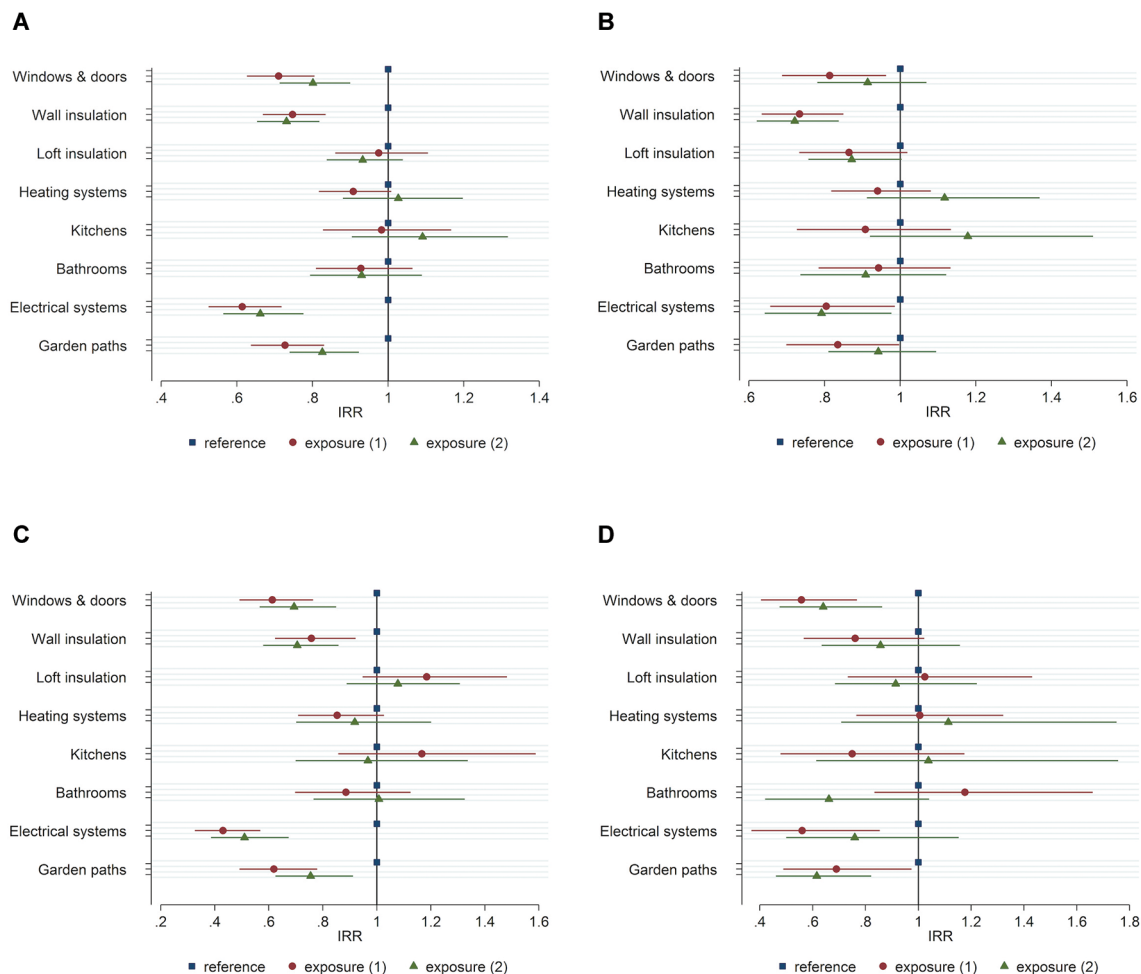 A
Windows & doors
Wall insulation
Loft insulation
Heating systems
Kitchens
Bathrooms
Electrical systems
Garden paths
.4 .6 .8 1 1.2 1.4
IRR
reference exposure (1) exposure (2)
B
Windows & doors
Wall insulation
Loft insulation
Heating systems
Kitchens
Bathrooms
Electrical systems
Garden paths
.6 .8 1 1.2 1.4 1.6
IRR
reference exposure (1) exposure (2)
C
Windows & doors
Wall insulation
Loft insulation
Heating systems
Kitchens
Bathrooms
Electrical systems
Garden paths
.2 .4 .6 .8 1 1.2 1.4 1.6
IRR
reference exposure (1) exposure (2)
D
Windows & doors
Wall insulation
Loft insulation
Heating systems
Kitchens
Bathrooms
Electrical systems
Garden paths
.4 .6 .8 1 1.2 1.4 1.6 1.8
IRR
reference exposure (1) exposure (2)